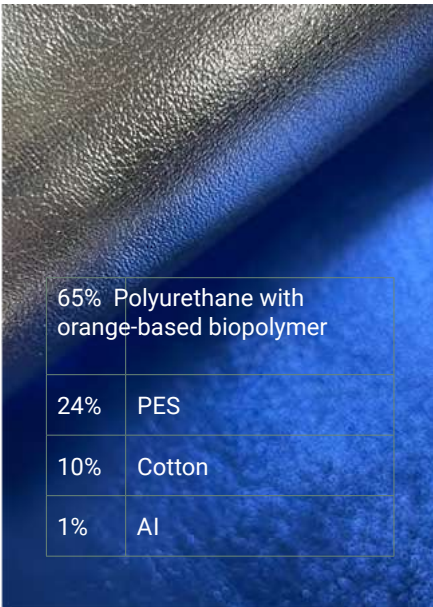 65% Polyurethane with
orange-based biopolymer
24% PES
10% Cotton
1% AI